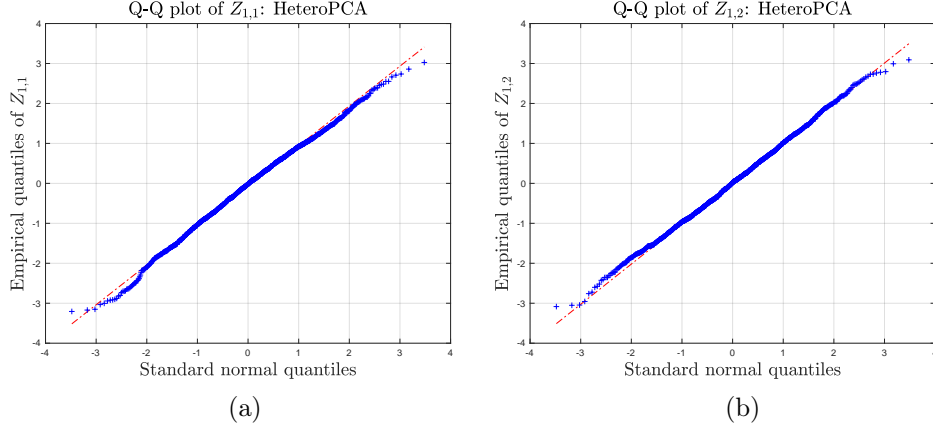 Q-Q plot of Z1,1: HeteroPCA
Empirical quantiles of Z1,1
4
3
2
1
0
-1
-2
-3
-4
-4 -3 -2 -1 0 1 2 3 4
Standard normal quantiles
(a)
Q-Q plot of Z1,2: HeteroPCA
Empirical quantiles of Z1,2
4
3
2
1
0
-1
-2
-3
-4
-4 -3 -2 -1 0 1 2 3 4
Standard normal quantiles
(b)